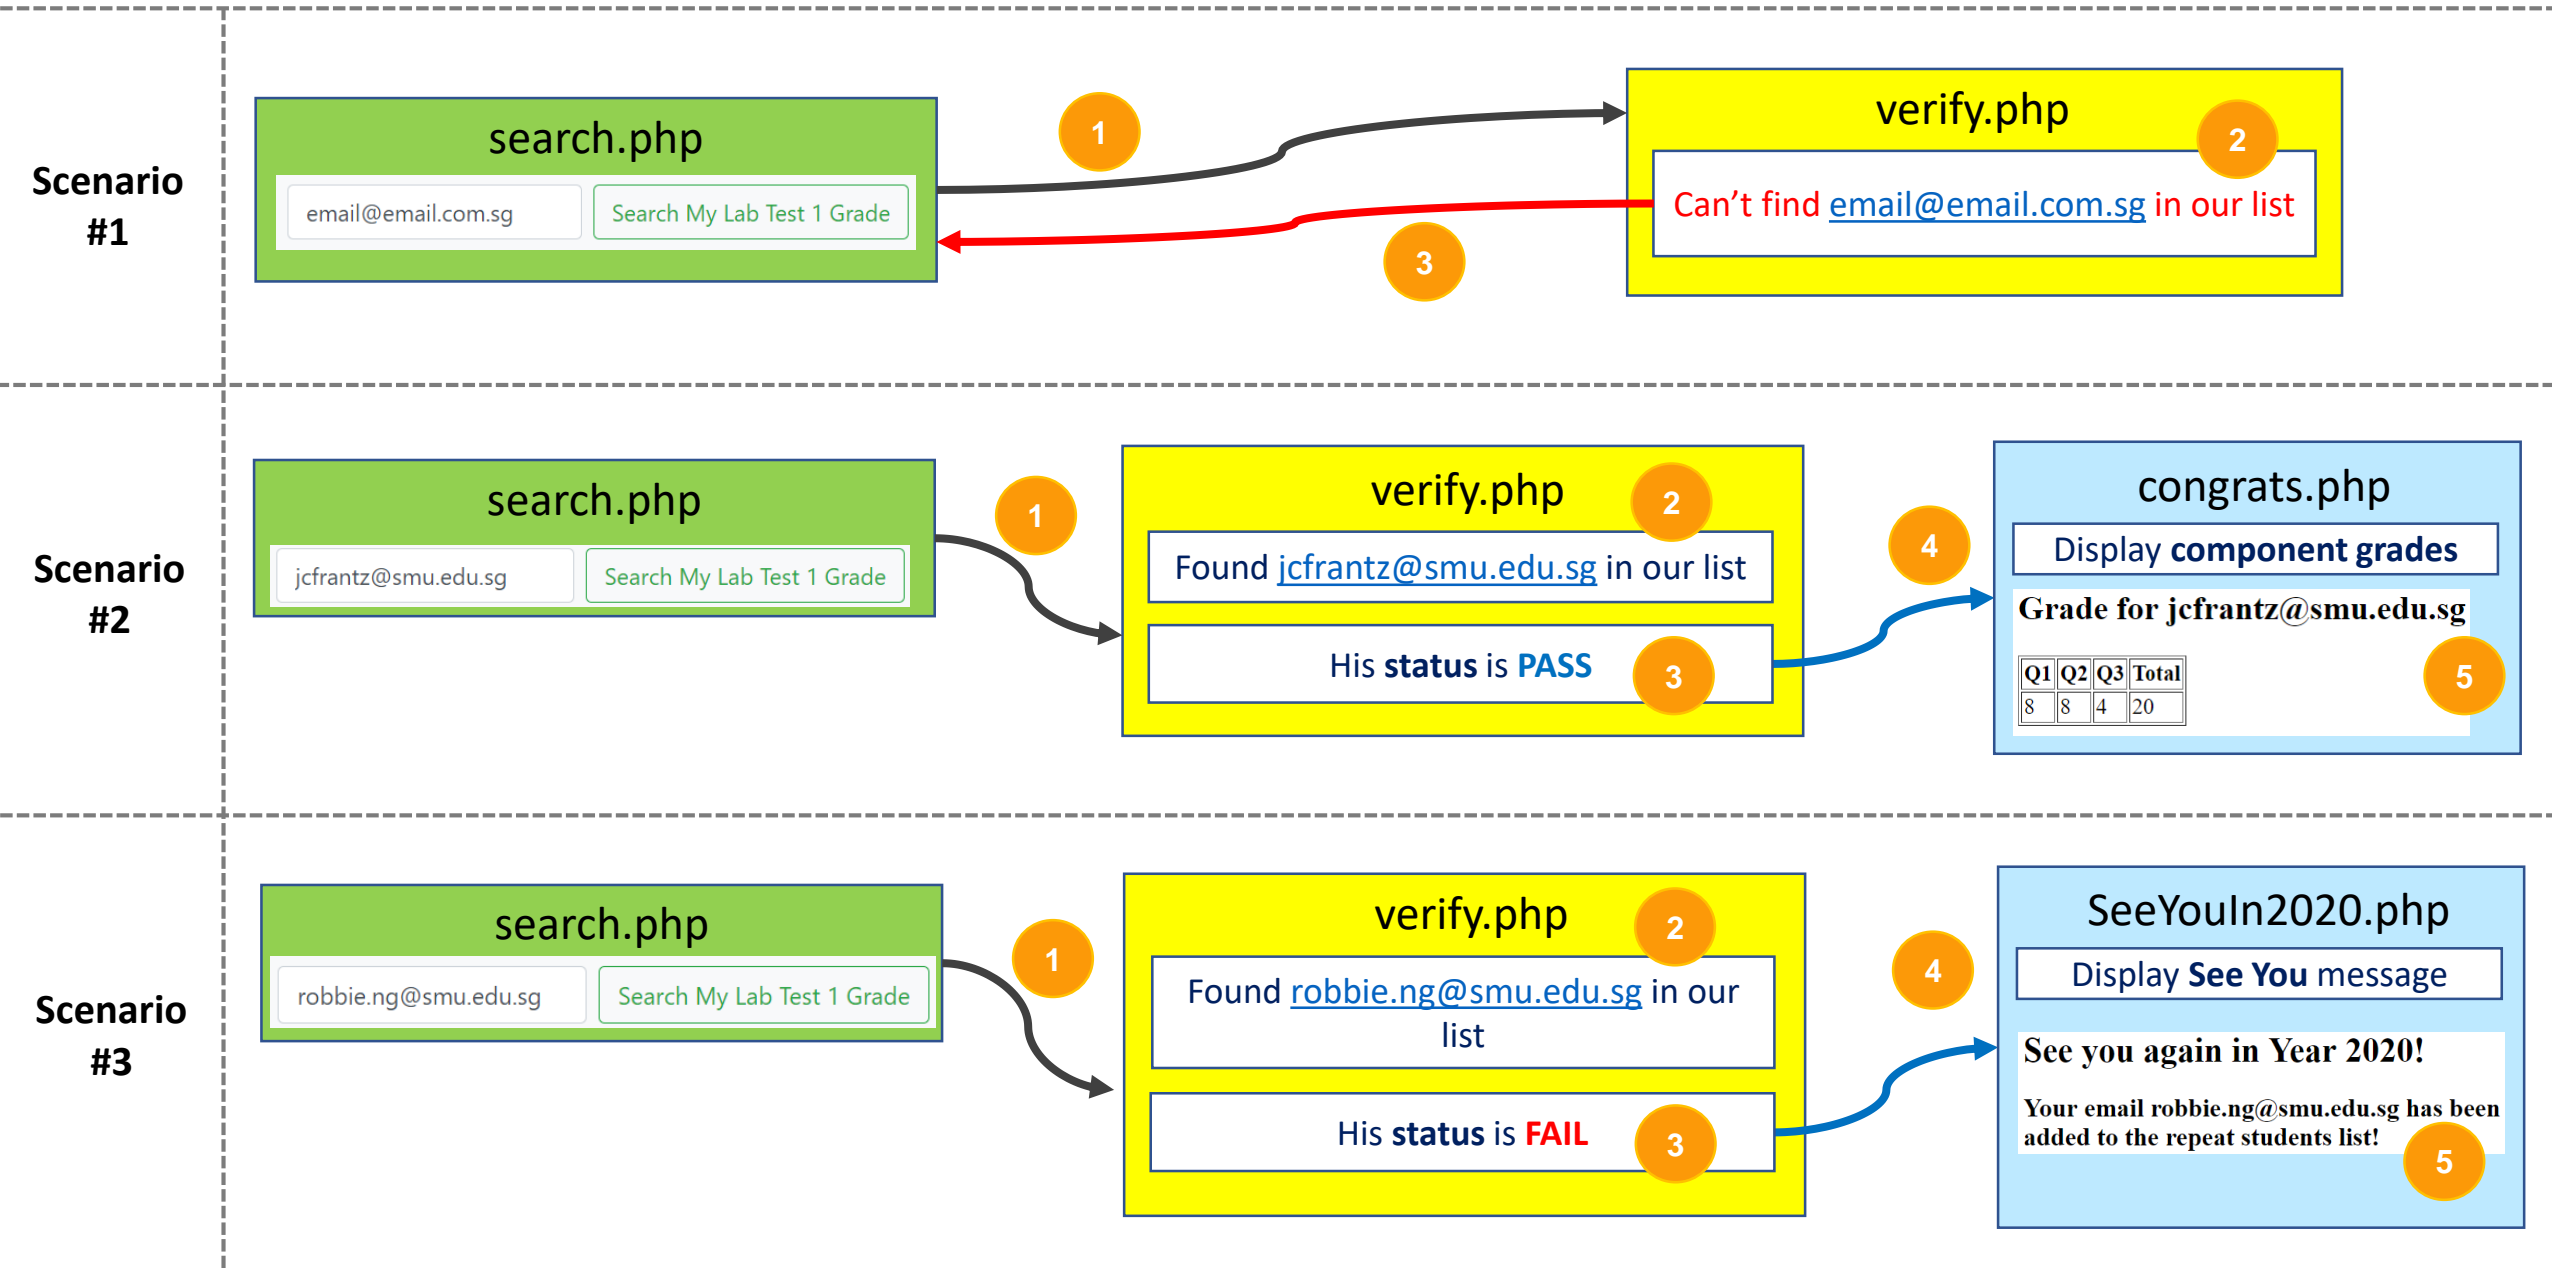 Scenario
#1
search.php
email@email.com.sg
Search My Lab Test 1 Grade
1
verify.php
2
Can't find email@email.com.sg in our list
3
Scenario
#2
search.php
jcfrantz@smu.edu.sg
Search My Lab Test 1 Grade
1
verify.php
2
Found jcfrantz@smu.edu.sg in our list
His status is PASS
3
4
congrats.php
Display component grades
Grade for jcfrantz@smu.edu.sg
Q1 Q2 Q3 Total
8 8 4 20
5
Scenario
#3
search.php
robbie.ng@smu.edu.sg
Search My Lab Test 1 Grade
1
verify.php
2
Found robbie.ng@smu.edu.sg in our
list
His status is FAIL
3
4
SeeYouIn2020.php
Display See You message
See you again in Year 2020!
Your email robbie.ng@smu.edu.sg has been
added to the repeat students list!
5